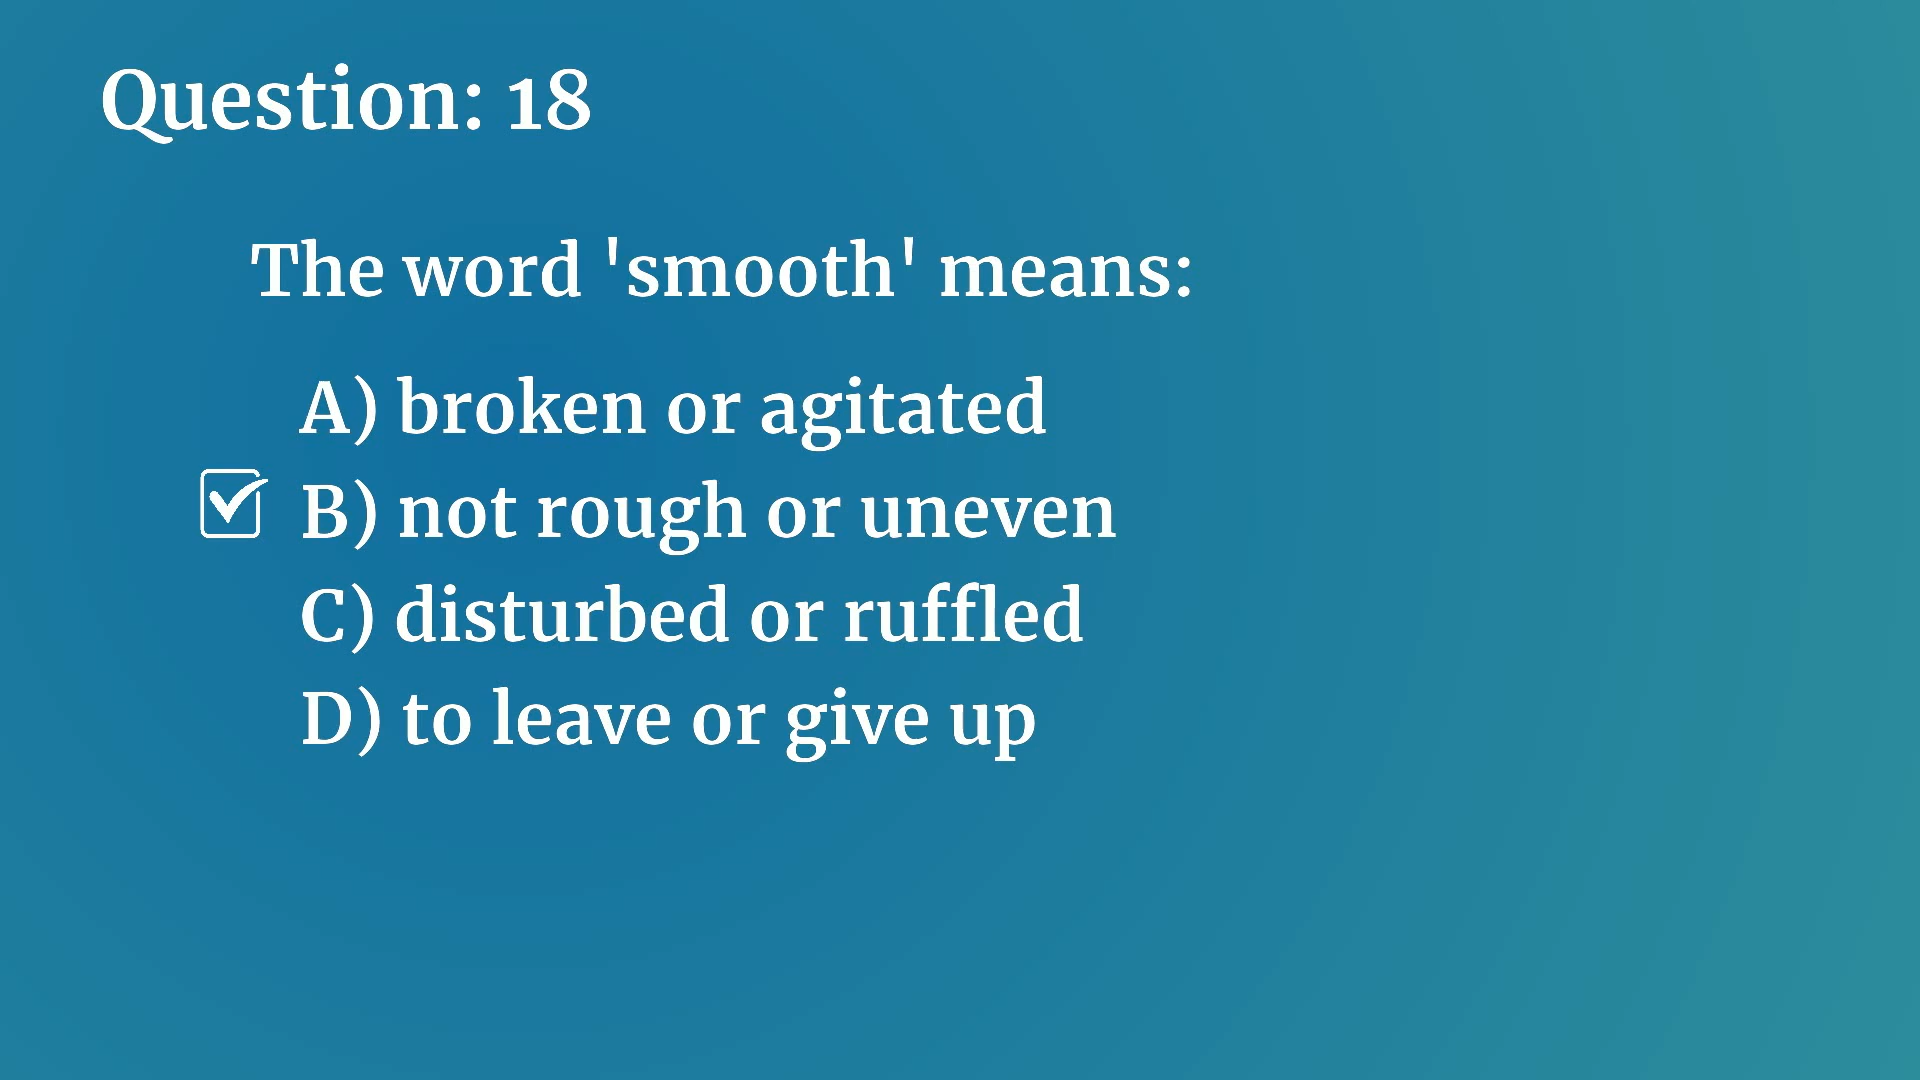 Question: 18
The word 'smooth' means:
A) broken or agitated
B) not rough or uneven
C) disturbed or ruffled
D) to leave or give up